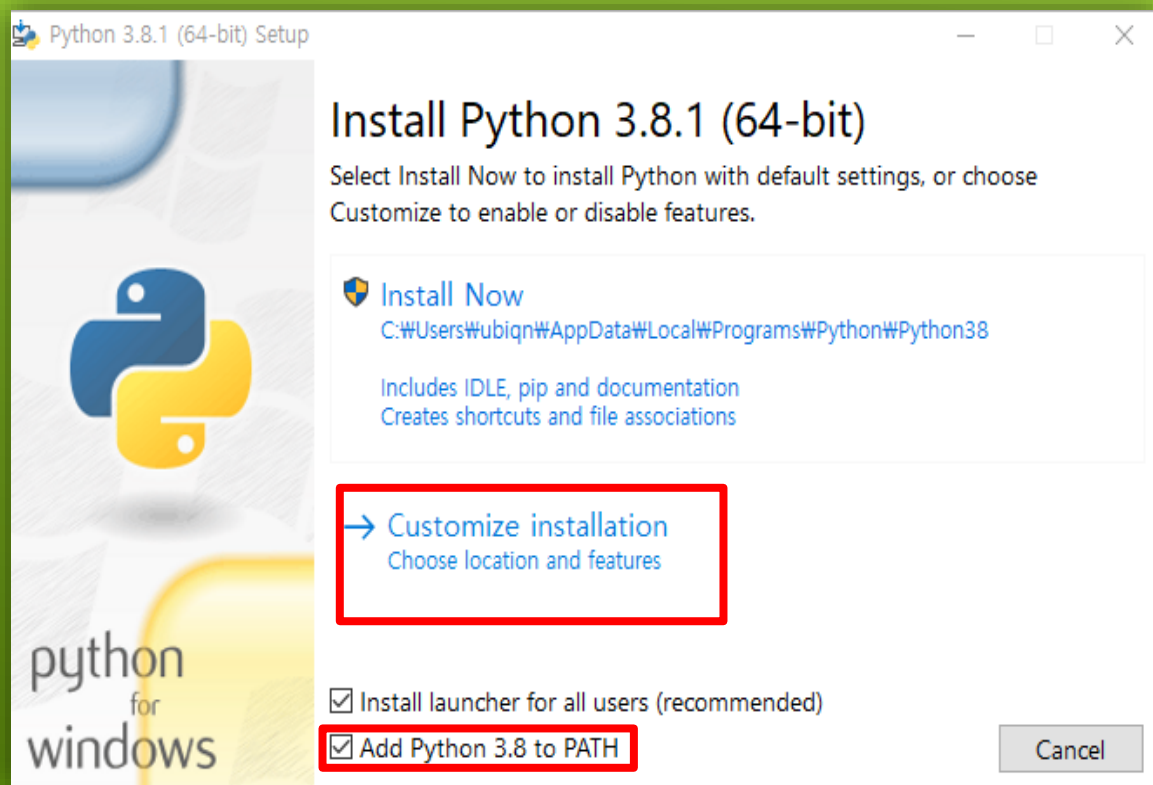 Python 3.8.1 (64-bit) Setup
Install Python 3.8.1 (64-bit)
Select Install Now to install Python with default settings, or choose
Customize to enable or disable features.
Install Now
C:₩Users₩ubiqn₩AppData₩Local₩Programs₩Python₩Python38
Includes IDLE, pip and documentation
Creates shortcuts and file associations
→ Customize installation
Choose location and features
python
for
windows
Install launcher for all users (recommended)
Add Python 3.8 to PATH
Cancel